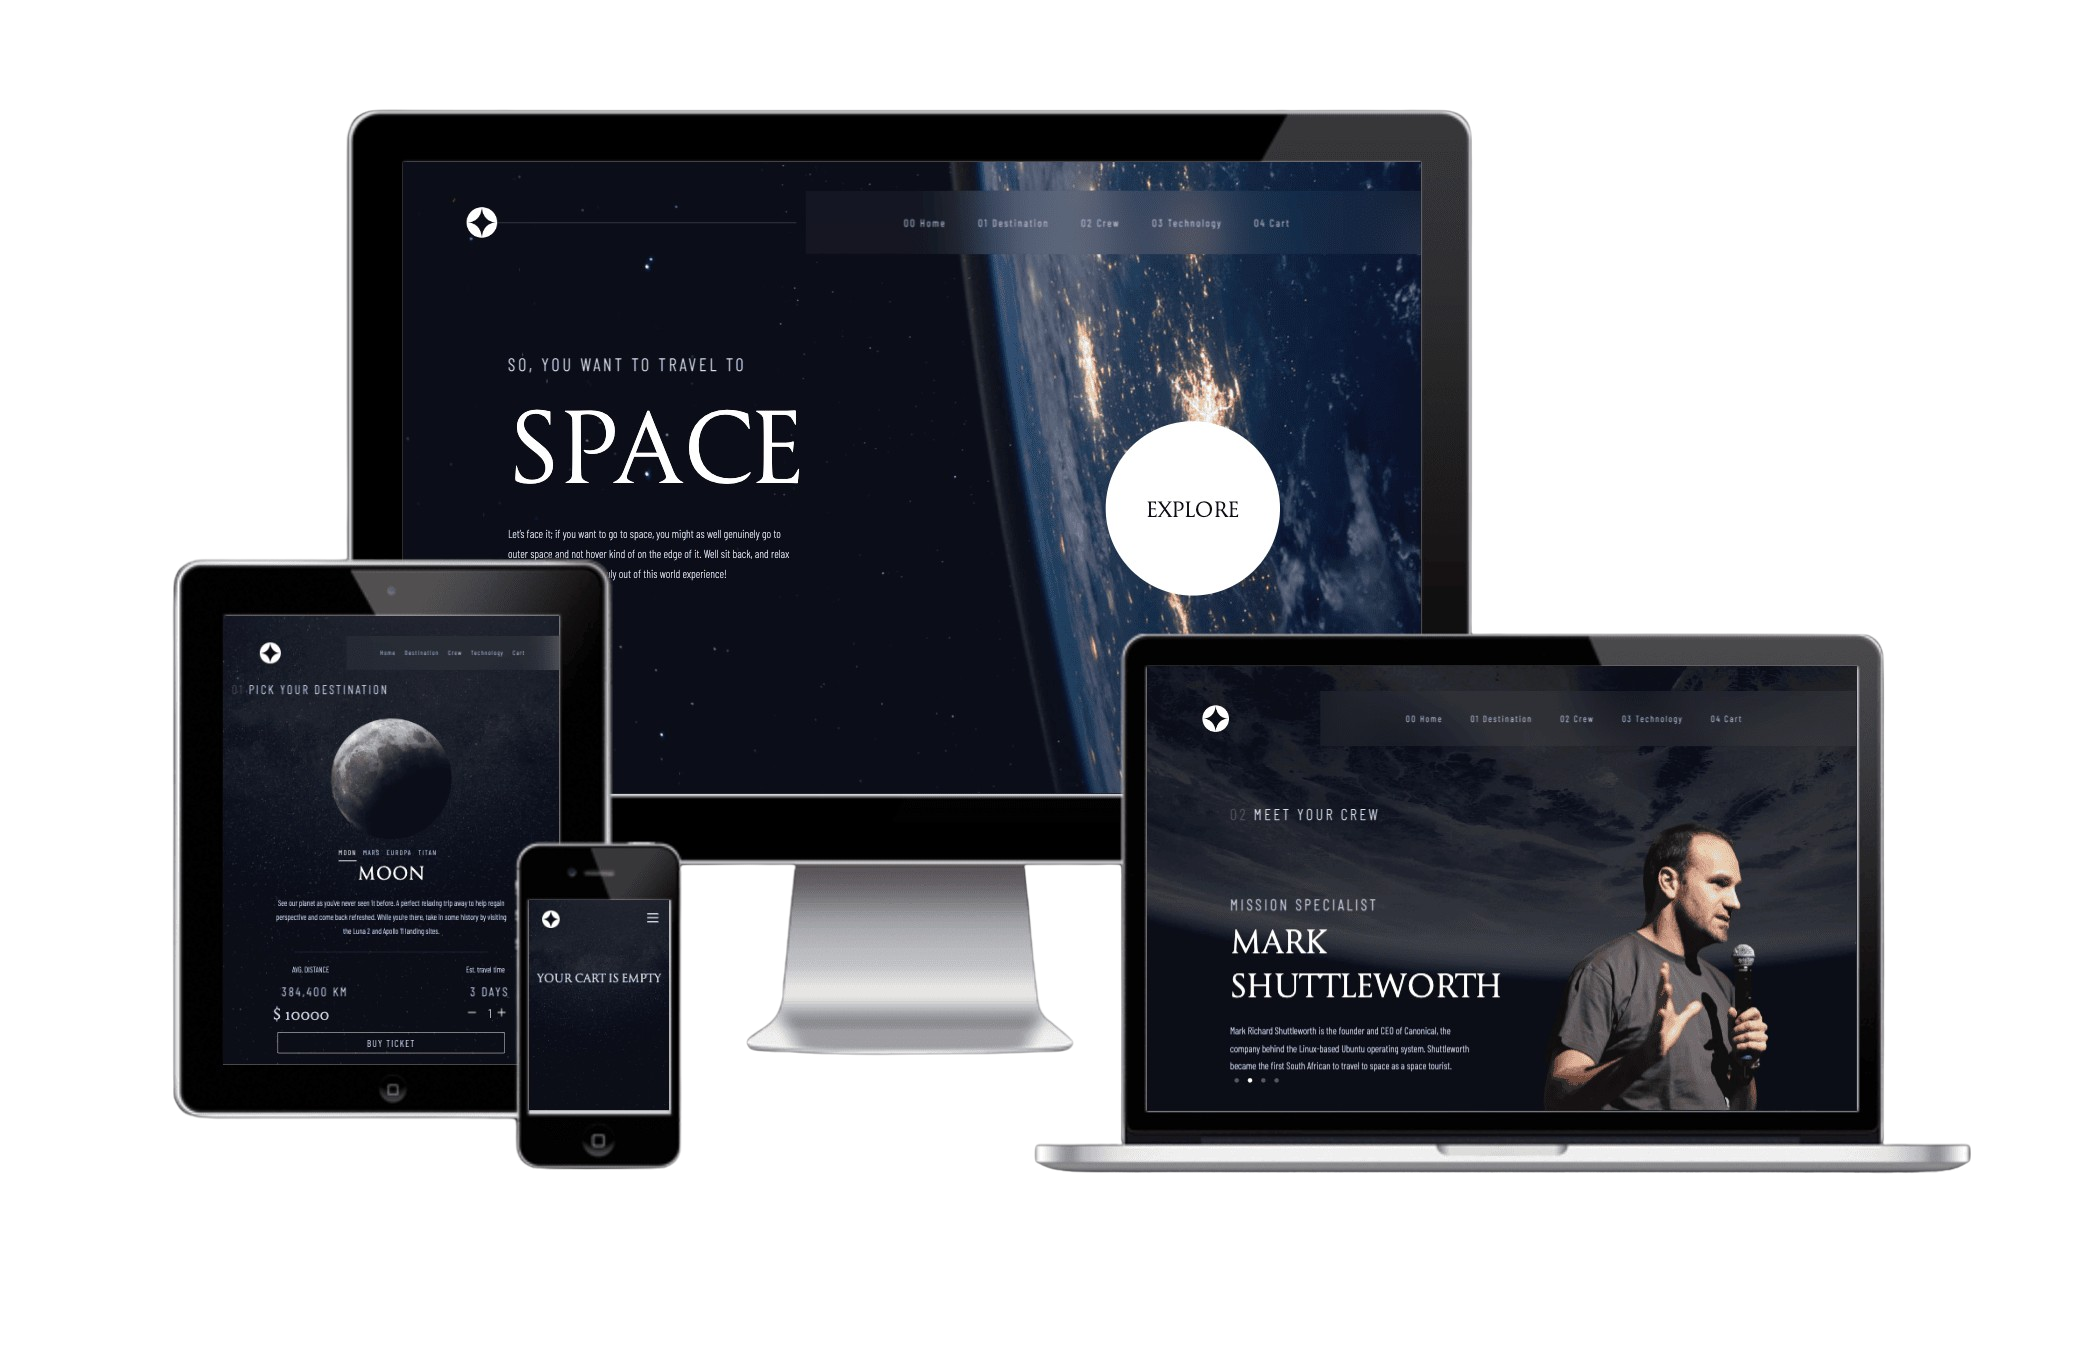 00 Home 01 Destination 02 Crew 03 Technology 04 Cart
SO, YOU WANT TO TRAVEL TO
SPACE
EXPLORE
Let's face it; if you want to go to space, you might as well genuinely go to
outer space and not hover kind of on the edge of it. Well sit back, and relax
out of this world experience!
Home Destination Crew Technology Cart
01 PICK YOUR DESTINATION
MOON MARS EUROPA TITAN
MOON
See our planet as you've never seen it before. A perfect relaxing trip away to help regain
perspective and come back refreshed. While you're there, take in some history by visiting
the Luna 2 and Apollo 11 landing sites.
AVG. DISTANCE Est. travel time
384,400 KM 3 DAYS
$ 10000 − 1 +
BUY TICKET
YOUR CART IS EMPTY
00 Home 01 Destination 02 Crew 03 Technology 04 Cart
02 MEET YOUR CREW
MISSION SPECIALIST
MARK
SHUTTLEWORTH
Mark Richard Shuttleworth is the founder and CEO of Canonical, the
company behind the Linux-based Ubuntu operating system. Shuttleworth
became the first South African to travel to space as a space tourist.